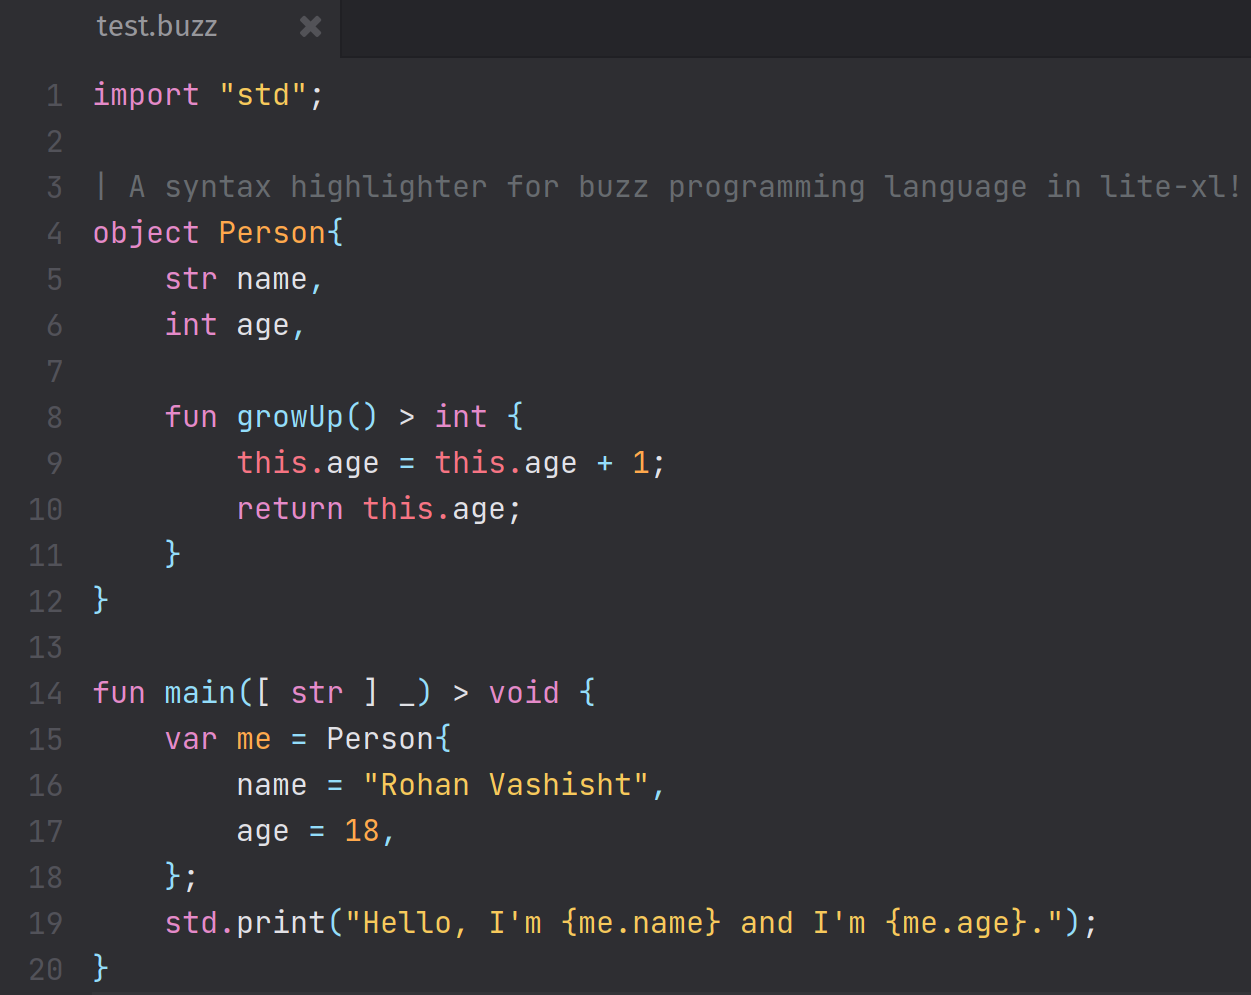 test.buzz
1 import "std";
2
3 | A syntax highlighter for buzz programming language in lite-xl!
4 object Person{
5     str name,
6     int age,
7
8     fun growUp() > int {
9         this.age = this.age + 1;
10         return this.age;
11     }
12 }
13
14 fun main([ str ] _) > void {
15     var me = Person{
16         name = "Rohan Vashisht",
17         age = 18,
18     };
19     std.print("Hello, I'm {me.name} and I'm {me.age}.");
20 }